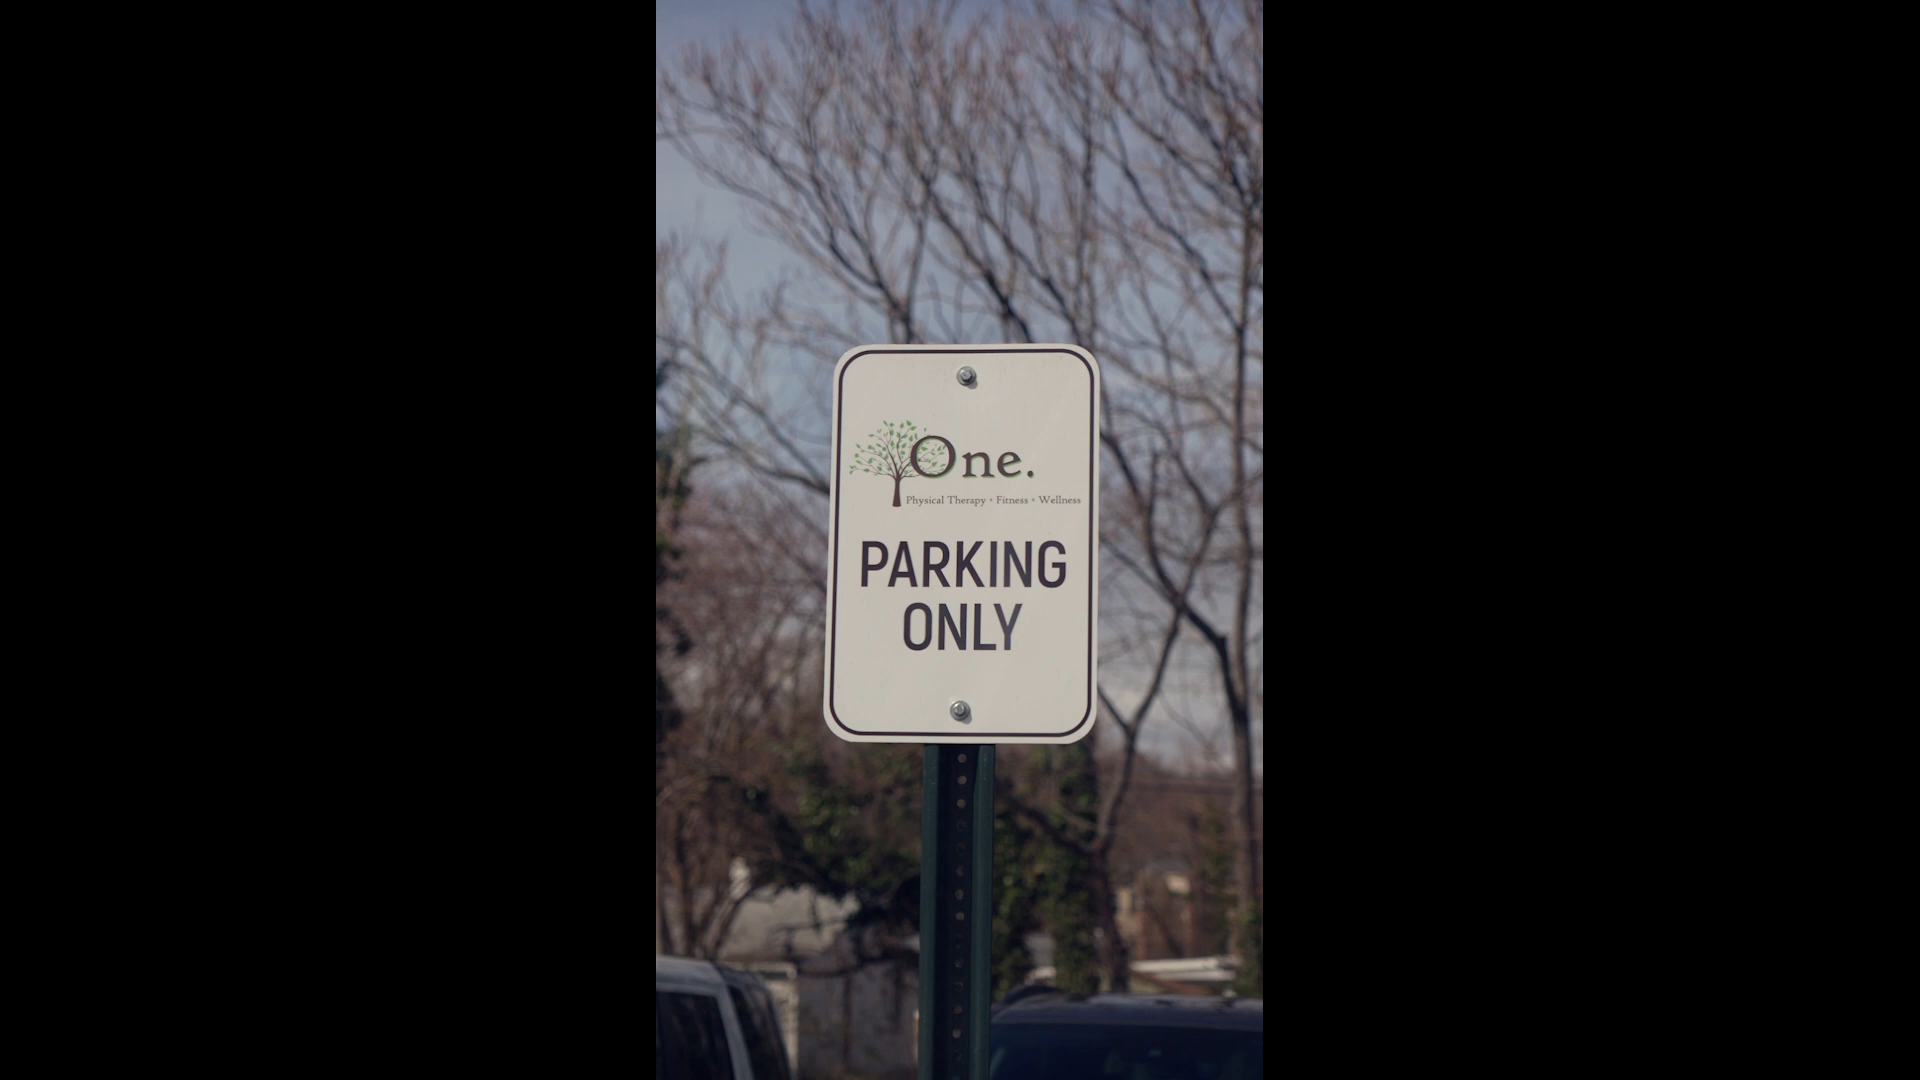 One.
Physical Therapy • Fitness • Wellness
PARKING
ONLY